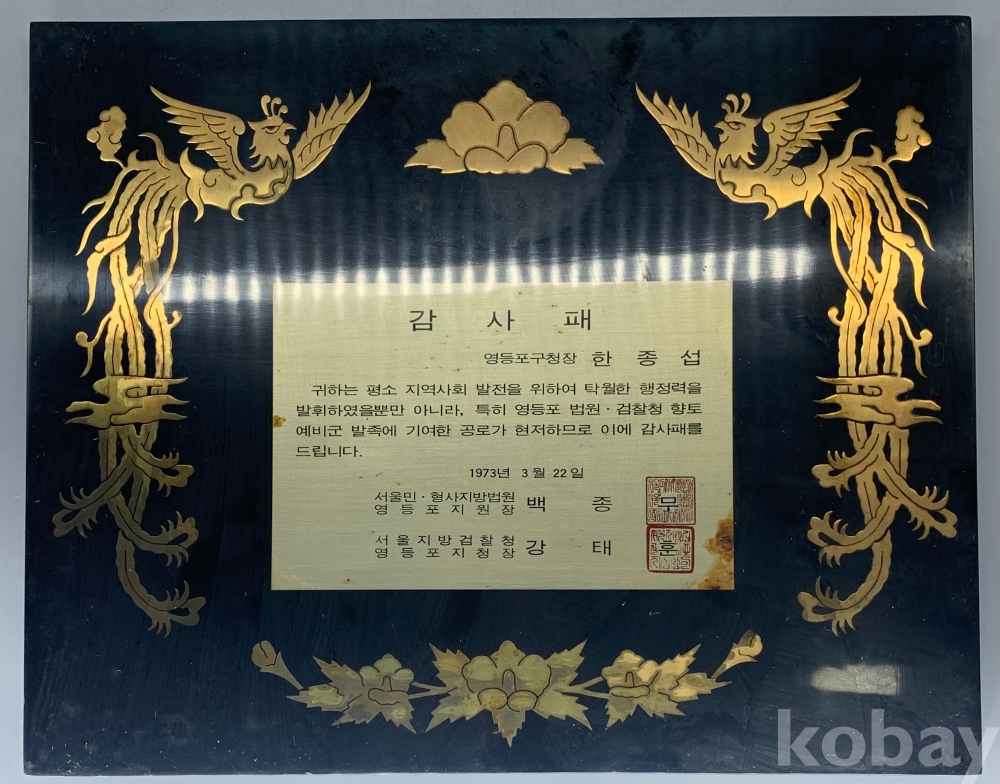 감 사 패
영등포구청장 한 종 섭
귀하는 평소 지역사회 발전을 위하여 탁월한 행정력을
발휘하였을뿐만 아니라, 특히 영등포 법원·검찰청 향토
예비군 발족에 기여한 공로가 현저하므로 이에 감사패를
드립니다.
1973년 3월 22일
서울민·형사지방법원
영등포지원장 백 종 무
서울지방검찰청
영등포지청장 강 태 훈
kobay